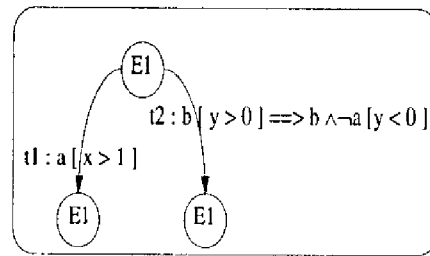 E1
t2 : b [ y > 0 ] ==> b ∧ ¬a [ y < 0 ]
t1 : a [ x > 1 ]
E1
E1